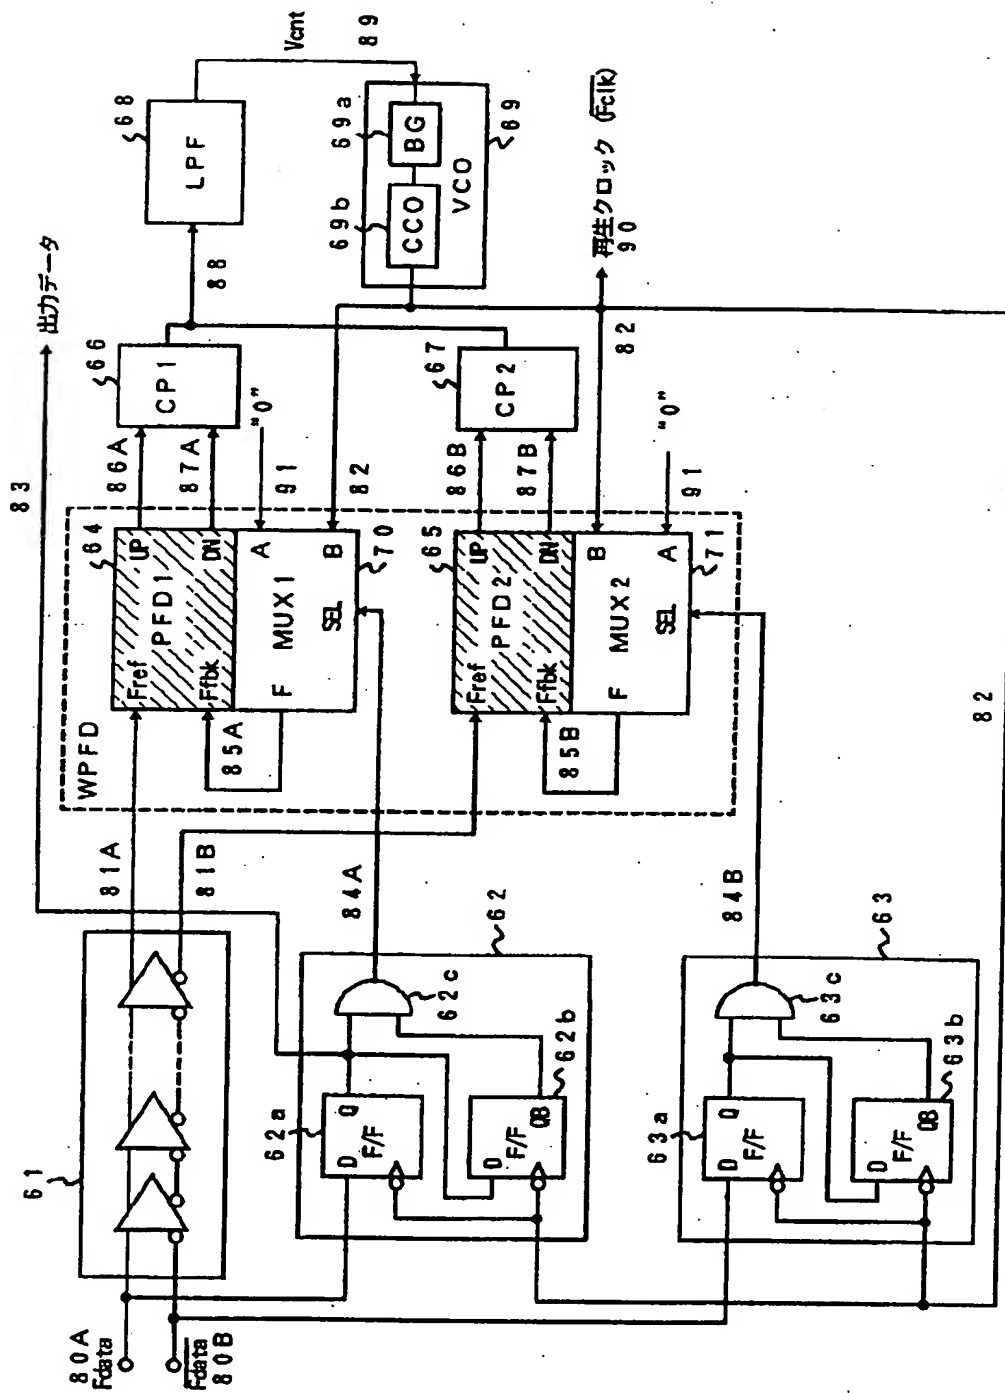 83
出力データ
68
LPF
Vcnt
89
88
66
CP1
86A
87A
"0"
91
82
69a
BG
69b
CCO
VCO
69
再生クロック (Fclk)
90
82
67
CP2
86B
87B
"0"
91
64
UP
Fref
PFD1
DN
Ffbk
A
MUX1
B
F
SEL
70
WPFD
85A
65
UP
Fref
PFD2
DN
Ffbk
B
MUX2
A
F
SEL
71
85B
81A
81B
84A
84B
82
61
62
62c
62a
D
Q
F/F
62b
D
QB
F/F
63
63c
63a
D
Q
F/F
63b
D
QB
F/F
80A
Fdata
Fdata
80B